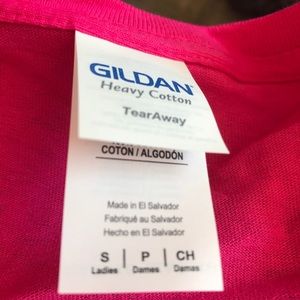 GILDAN
Heavy Cotton
TearAway
COTON / ALGODÓN
Made in El Salvador
Fabriqué au Salvador
Hecho en El Salvador
S P CH
Ladies Dames Damas